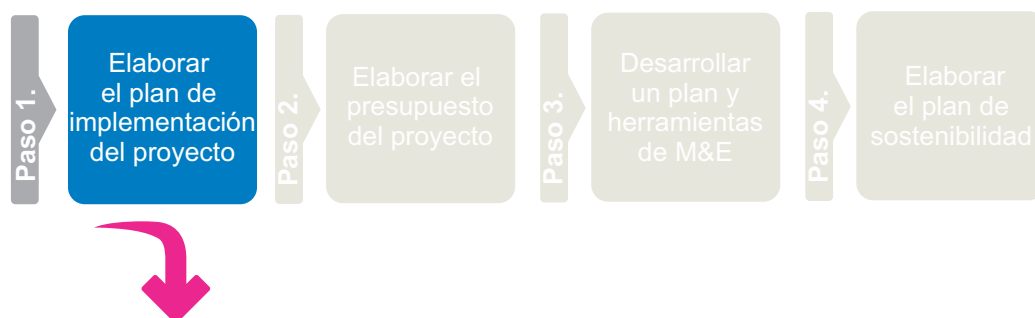 Paso 1.
Elaborar
el plan de
implementación
del proyecto
Paso 2.
Elaborar el
presupuesto
del proyecto
Paso 3.
Desarrollar
un plan y
herramientas
de M&E
Paso 4.
Elaborar
el plan de
sostenibilidad